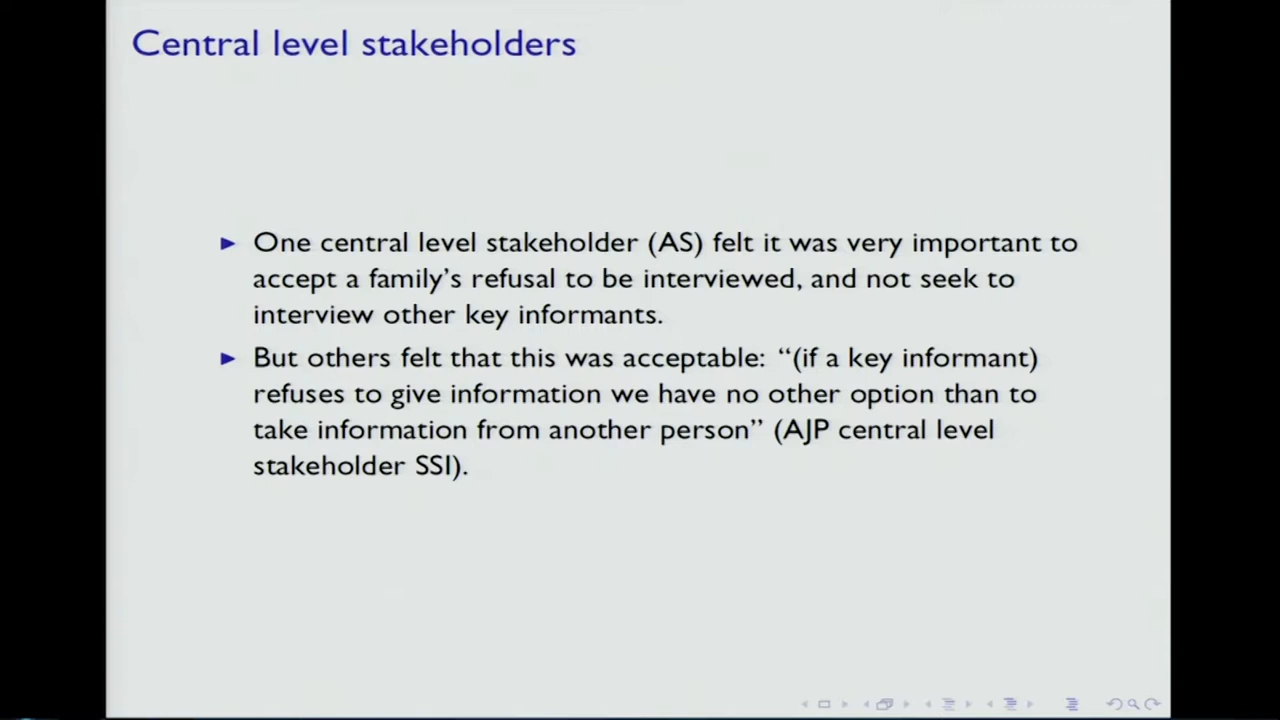 Central level stakeholders
One central level stakeholder (AS) felt it was very important to
accept a family's refusal to be interviewed, and not seek to
interview other key informants.
But others felt that this was acceptable: “(if a key informant)
refuses to give information we have no other option than to
take information from another person” (AJP central level
stakeholder SSI).